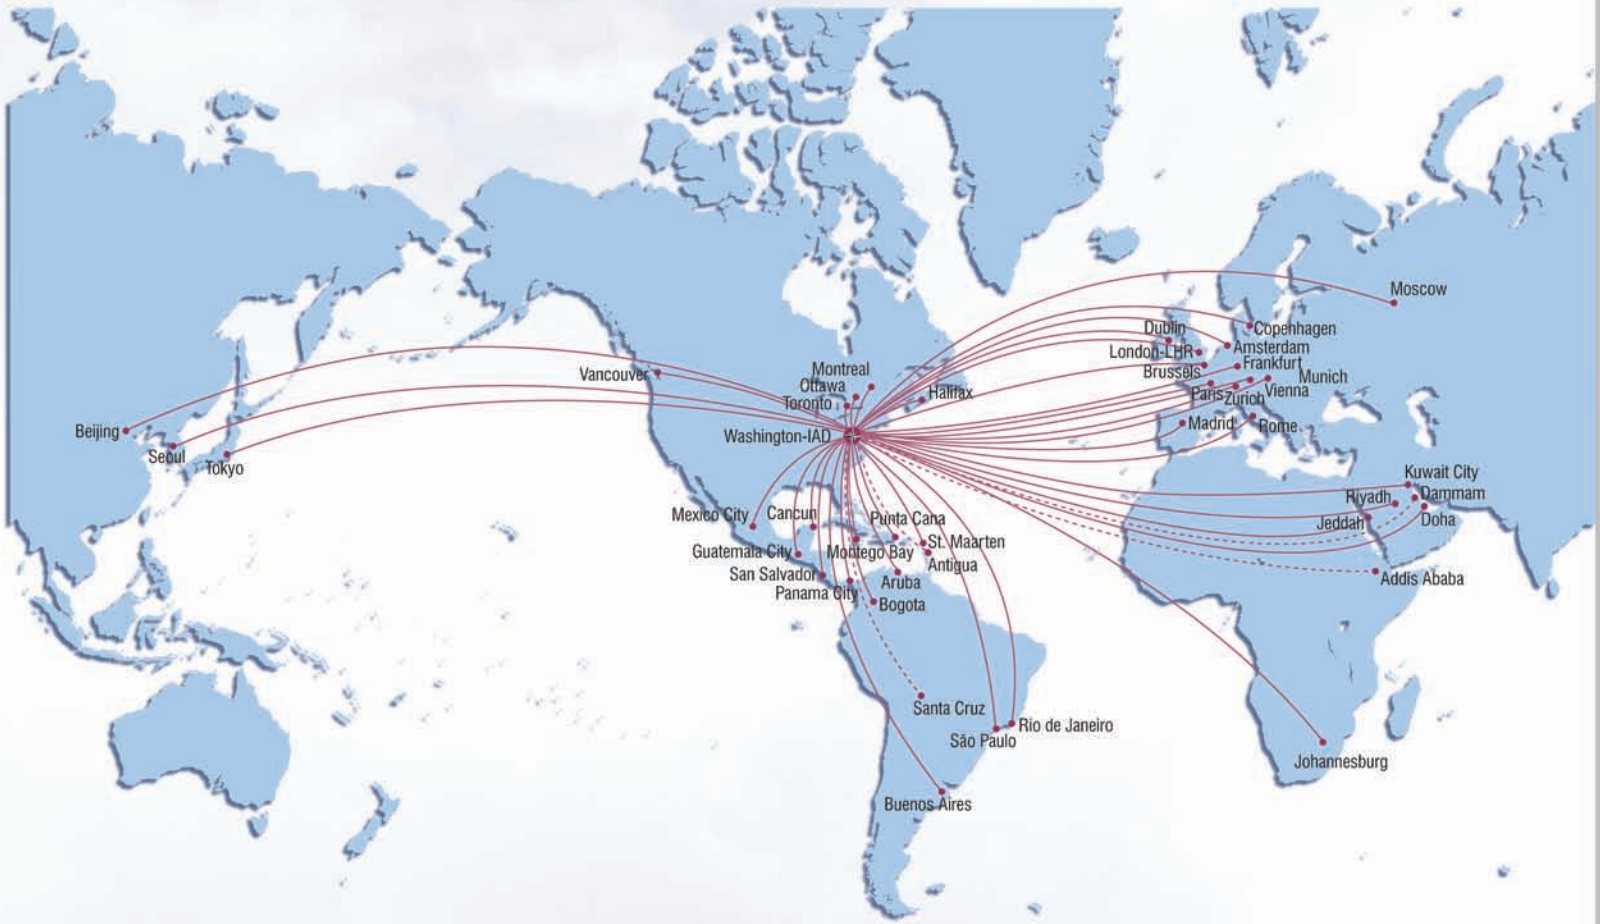 Moscow
Dublin
Copenhagen
London-LHR
Amsterdam
Brussels
Frankfurt
Munich
Paris
Zurich
Vienna
Madrid
Rome
Vancouver
Montreal
Ottawa
Toronto
Halifax
Washington-IAD
Beijing
Seoul
Tokyo
Kuwait City
Riyadh
Dammam
Jeddah
Doha
Addis Ababa
Mexico City
Cancun
Punta Cana
Guatemala City
Montego Bay
St. Maarten
San Salvador
Antigua
Panama City
Aruba
Bogota
Santa Cruz
São Paulo
Rio de Janeiro
Buenos Aires
Johannesburg